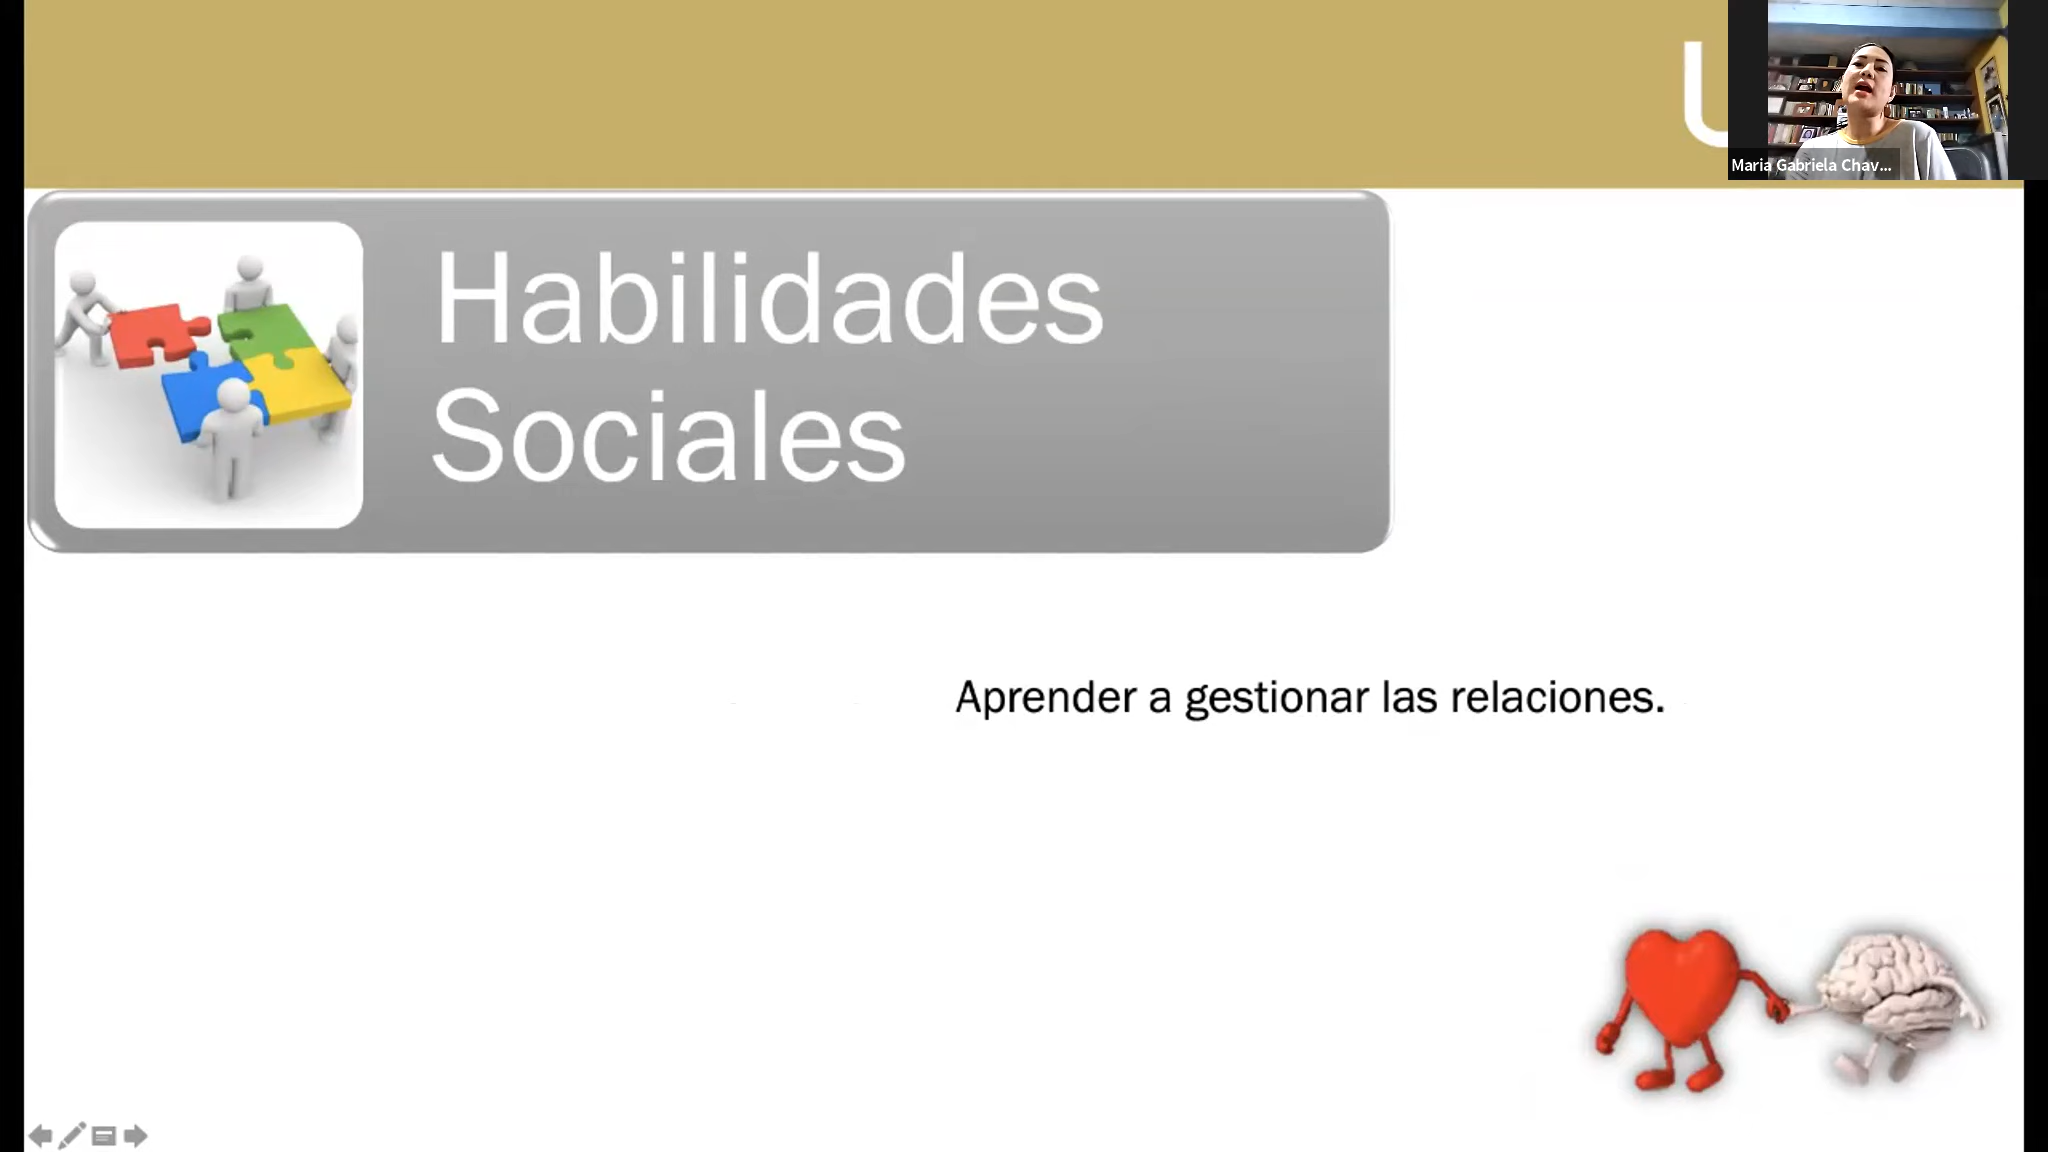 U
Maria Gabriela Chav...
Habilidades
Sociales
Aprender a gestionar las relaciones.